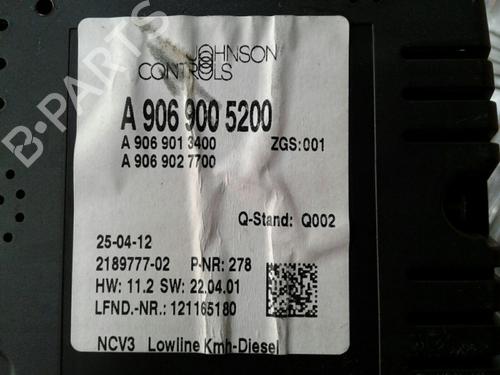 JOHNSON
CONTROLS
A 906 900 5200
A 906 901 3400 ZGS:001
A 906 902 7700
Q-Stand: Q002
25-04-12
2189777-02 P-NR: 278
HW: 11.2 SW: 22.04.01
LFND.-NR.: 121165180
NCV3 Lowline Kmh-Diesel
B-PARTS